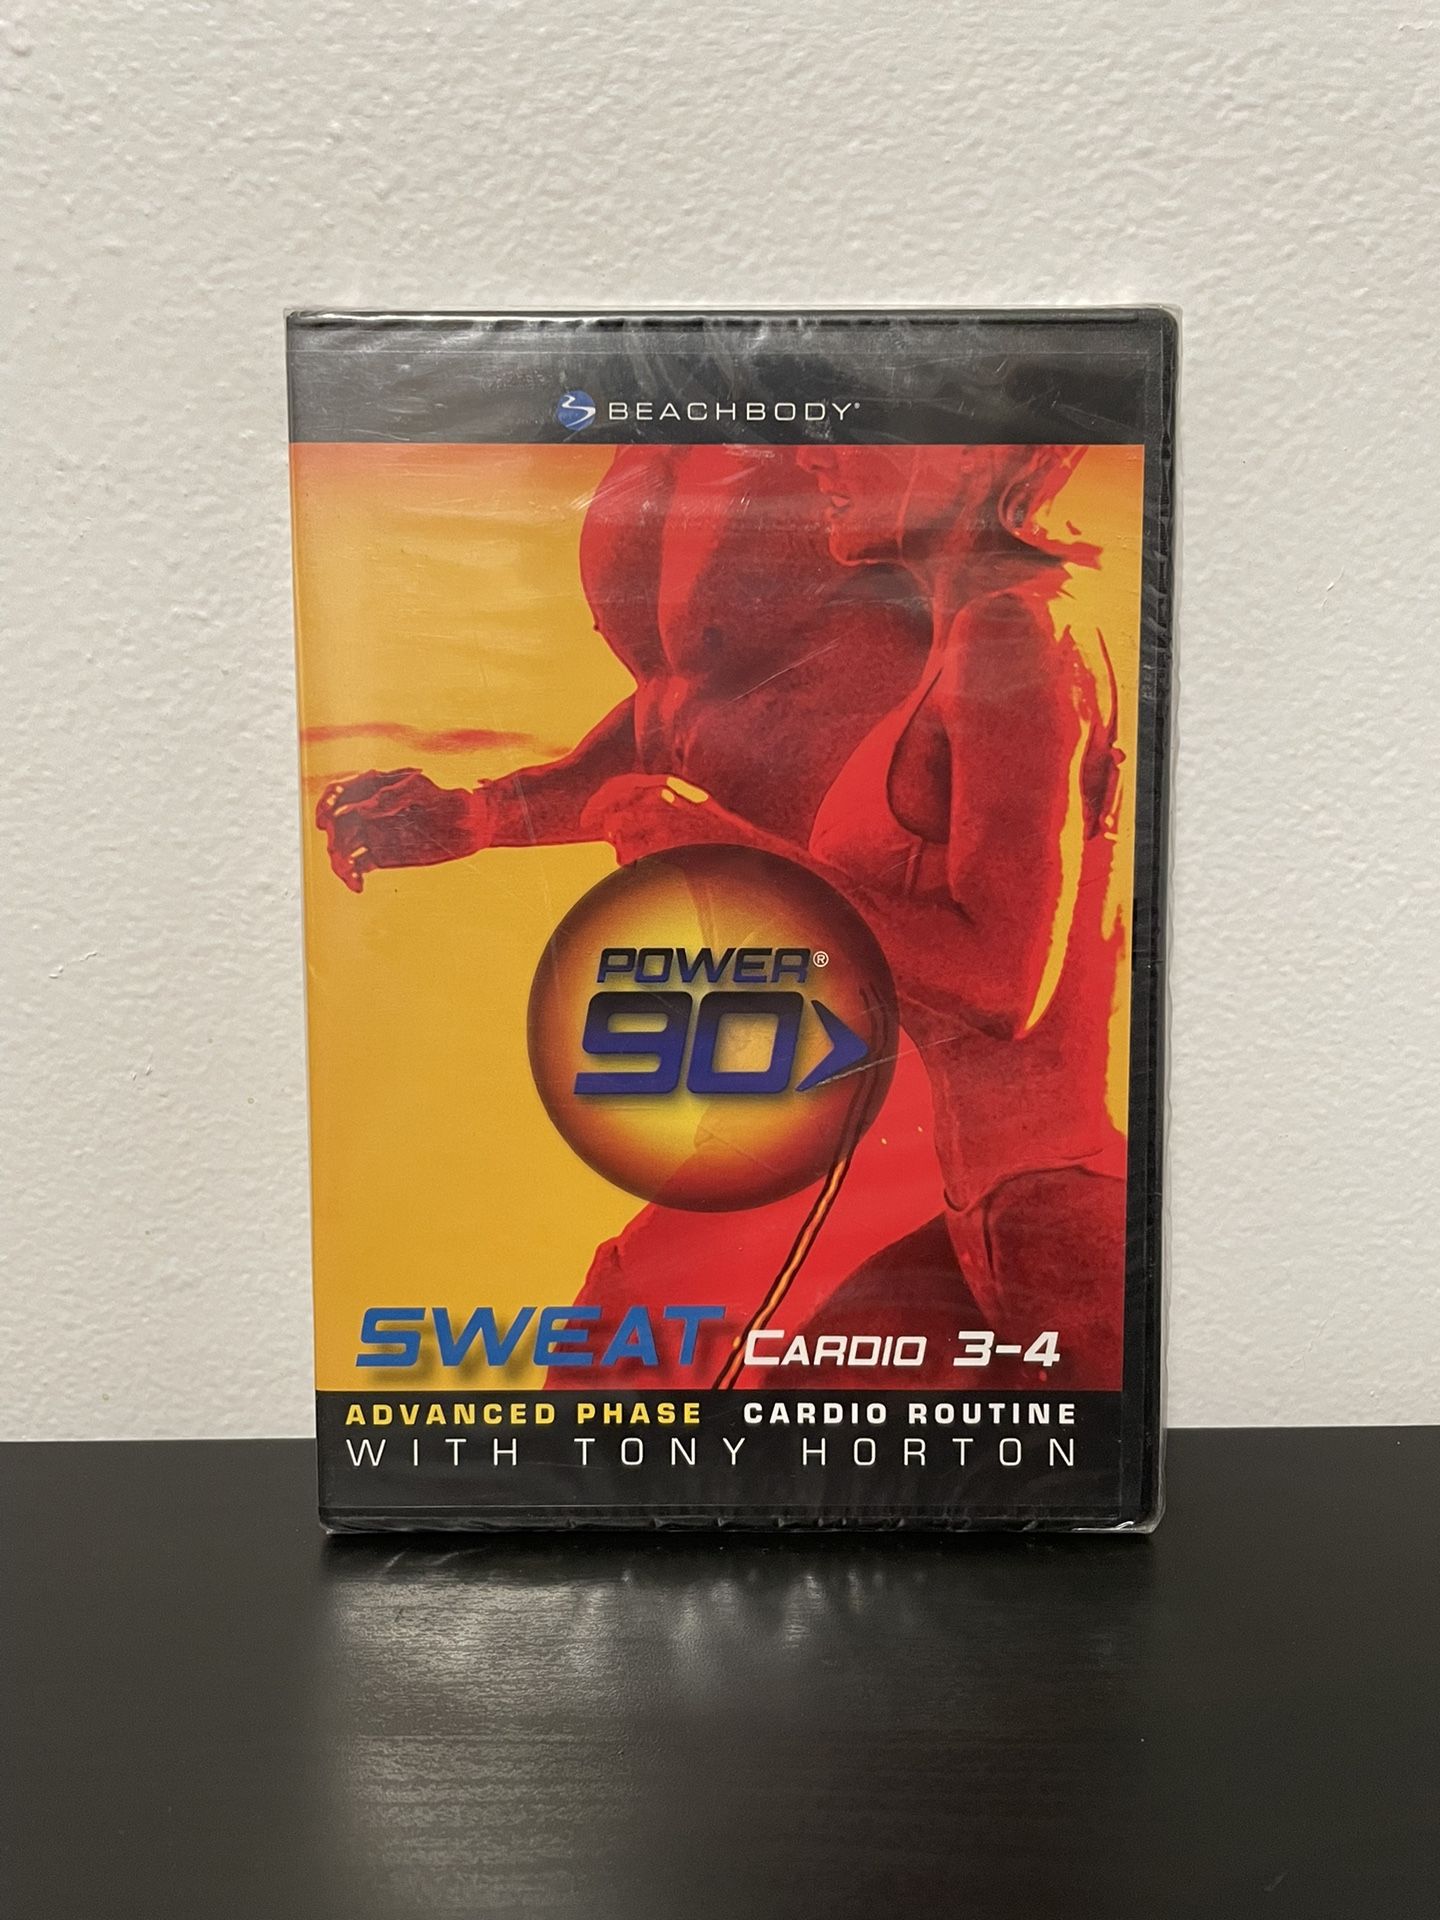 BEACHBODY®
POWER®
90>
SWEAT CARDIO 3-4
ADVANCED PHASE CARDIO ROUTINE
WITH TONY HORTON